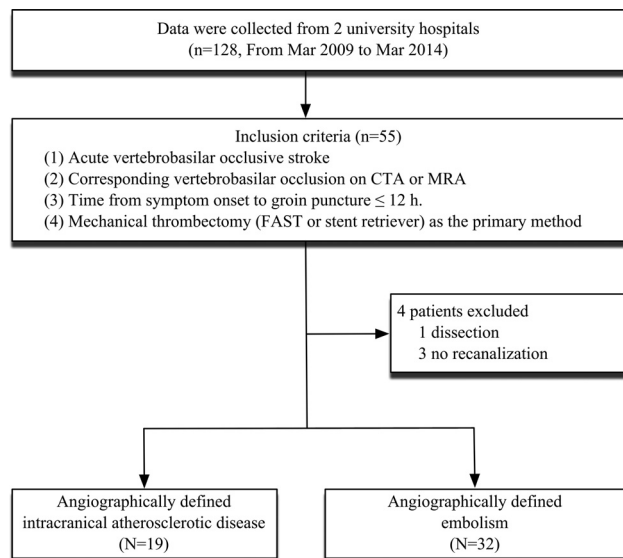 Data were collected from 2 university hospitals
(n=128, From Mar 2009 to Mar 2014)
Inclusion criteria (n=55)
(1) Acute vertebrobasilar occlusive stroke
(2) Corresponding vertebrobasilar occlusion on CTA or MRA
(3) Time from symptom onset to groin puncture ≤ 12 h.
(4) Mechanical thrombectomy (FAST or stent retriever) as the primary method
4 patients excluded
1 dissection
3 no recanalization
Angiographically defined
intracranical atherosclerotic disease
(N=19)
Angiographically defined
embolism
(N=32)